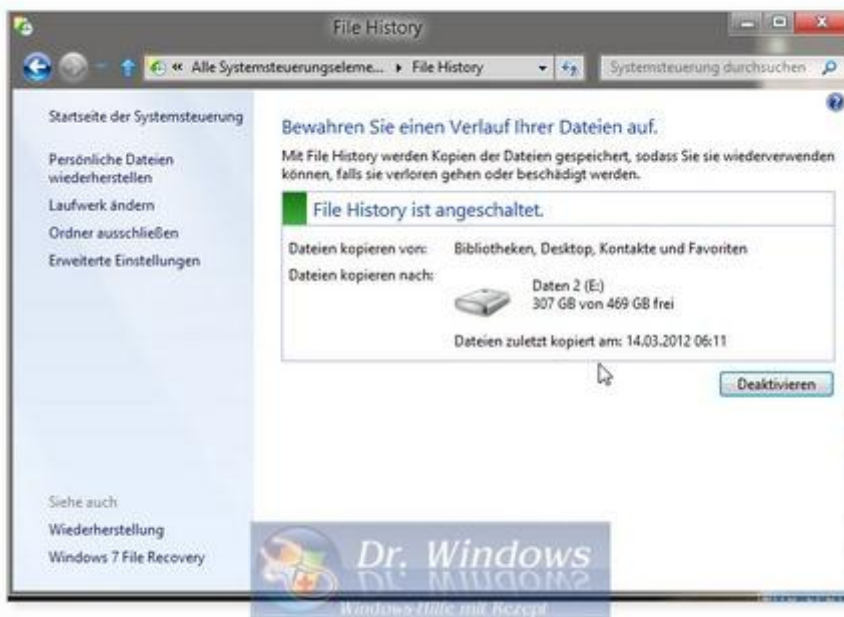 File History
« Alle Systemsteuerungseleme... ▸ File History
Systemsteuerung durchsuchen
Startseite der Systemsteuerung
Persönliche Dateien
wiederherstellen
Laufwerk ändern
Ordner ausschließen
Erweiterte Einstellungen
Bewahren Sie einen Verlauf Ihrer Dateien auf.
Mit File History werden Kopien der Dateien gespeichert, sodass Sie sie wiederverwenden
können, falls sie verloren gehen oder beschädigt werden.
File History ist angeschaltet.
Dateien kopieren von: Bibliotheken, Desktop, Kontakte und Favoriten
Dateien kopieren nach:
Daten 2 (E:)
307 GB von 469 GB frei
Dateien zuletzt kopiert am: 14.03.2012 06:11
Deaktivieren
Siehe auch
Wiederherstellung
Windows 7 File Recovery
Dr. Windows
Windows-Hilfe mit Rezept